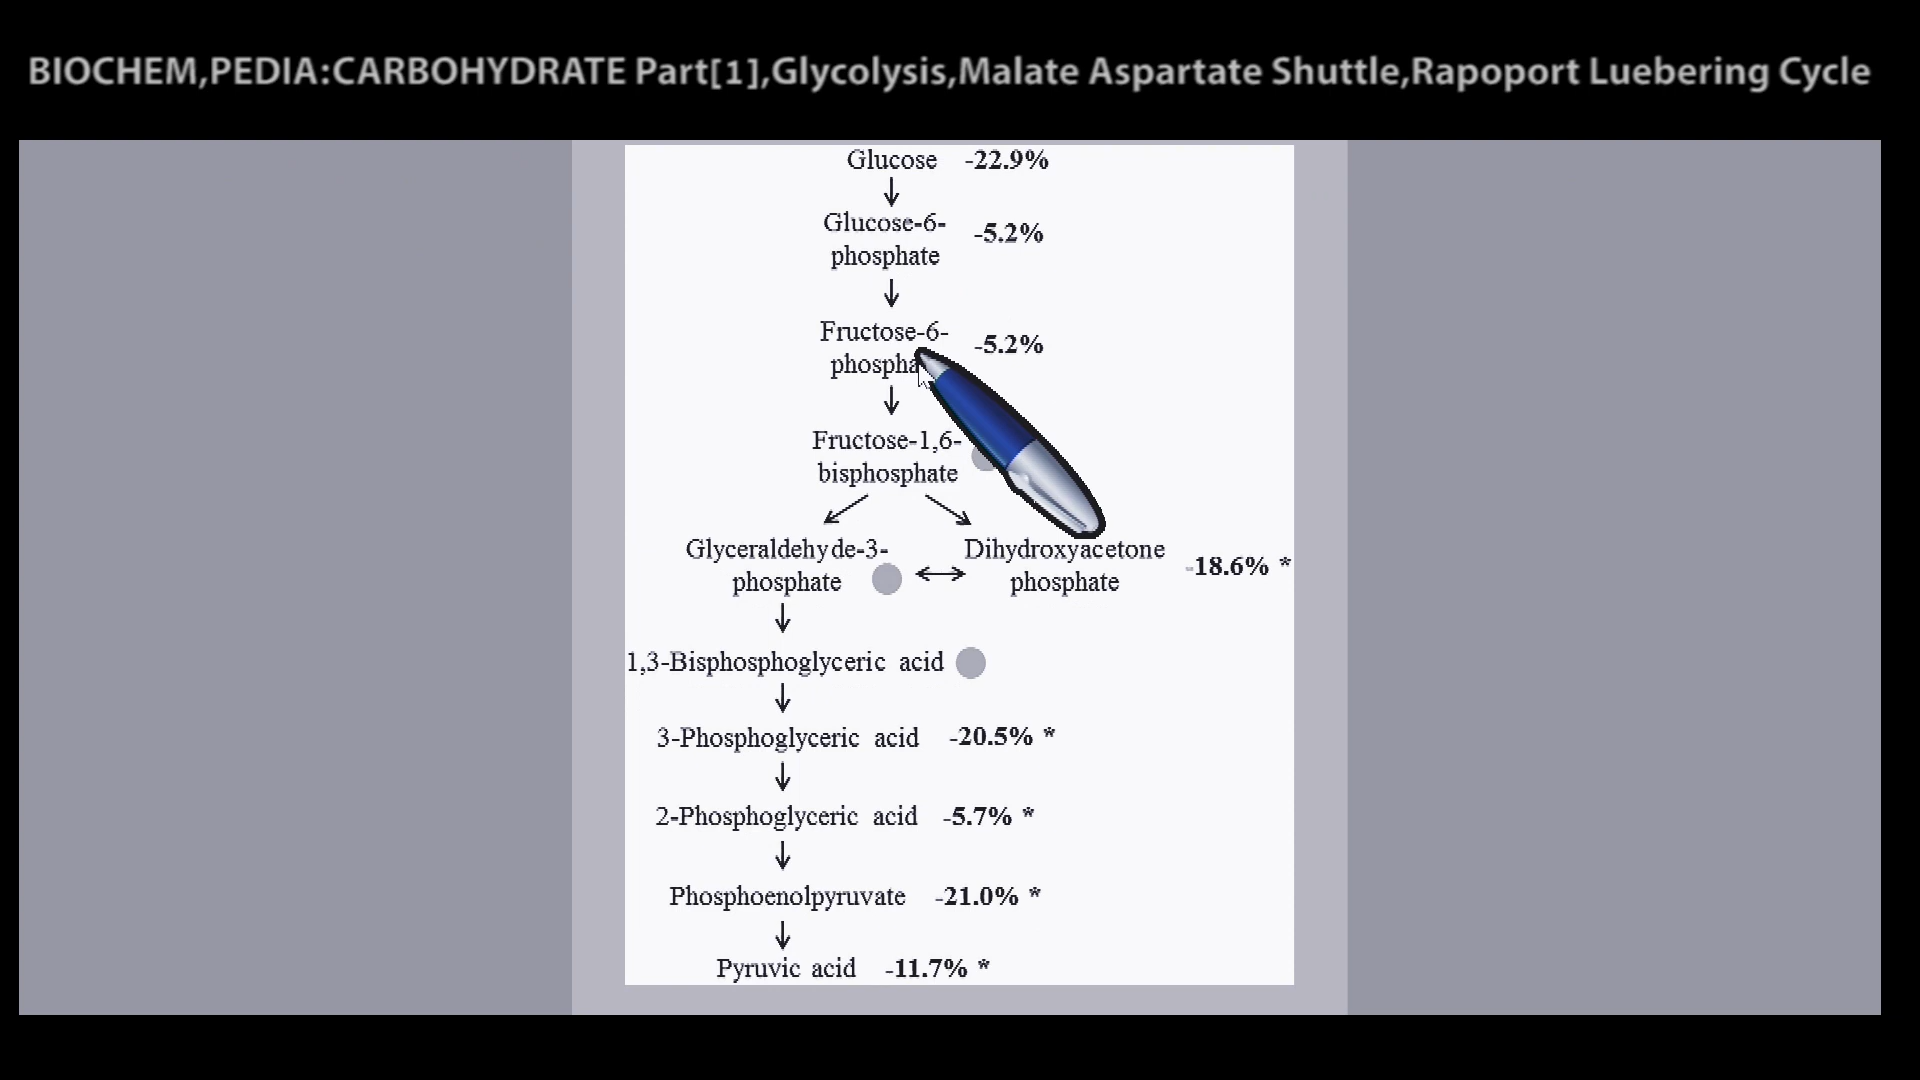 BIOCHEM,PEDIA:CARBOHYDRATE Part[1],Glycolysis,Malate Aspartate Shuttle,Rapoport Luebering Cycle
Glucose -22.9%
Glucose-6-
phosphate -5.2%
Fructose-6-
-5.2%
Fructose-1,6-
bisphosphate
Glyceraldehyde-3-
phosphate
Dihydroxyacetone
phosphate
-18.6% *
1,3-Bisphosphoglyceric acid
3-Phosphoglyceric acid -20.5% *
2-Phosphoglyceric acid -5.7% *
Phosphoenolpyruvate -21.0% *
Pyruvic acid -11.7% *